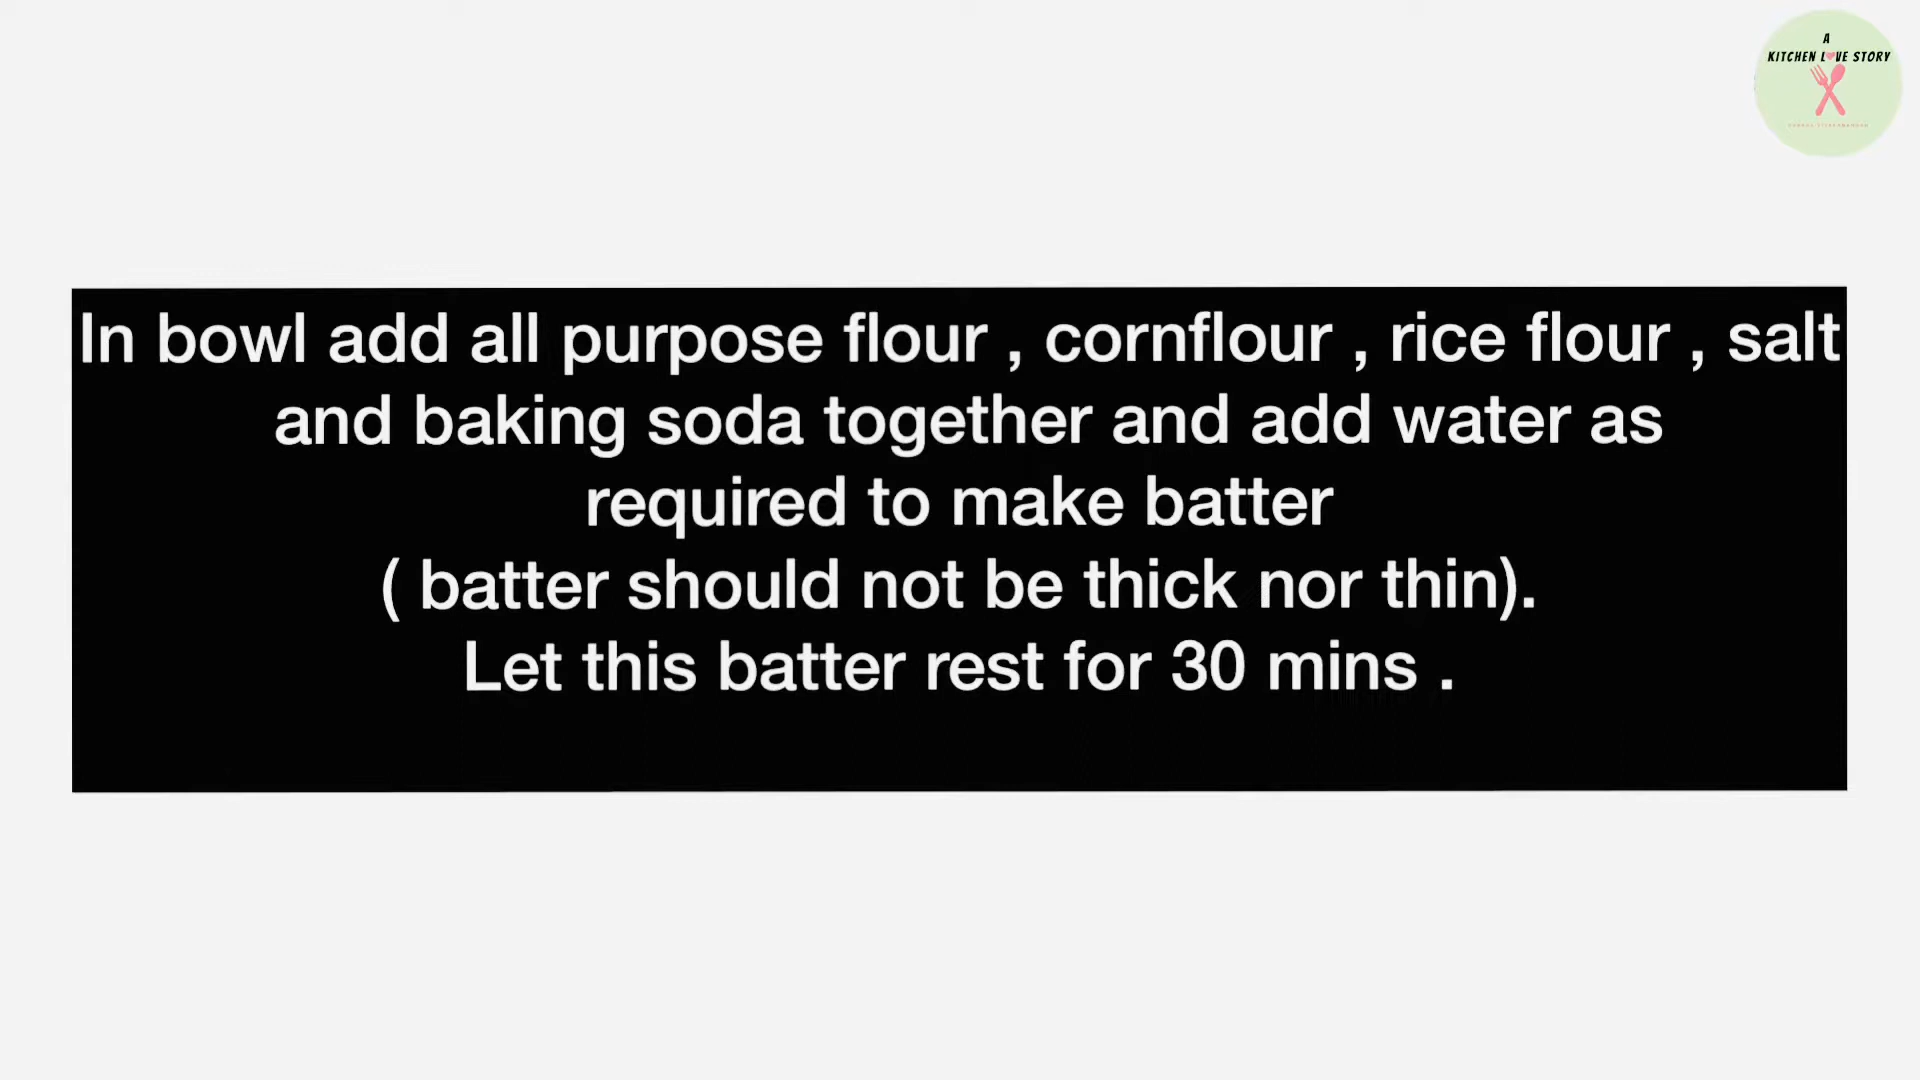 A
KITCHEN LOVE STORY
In bowl add all purpose flour , cornflour , rice flour , salt
and baking soda together and add water as
required to make batter
( batter should not be thick nor thin).
Let this batter rest for 30 mins .